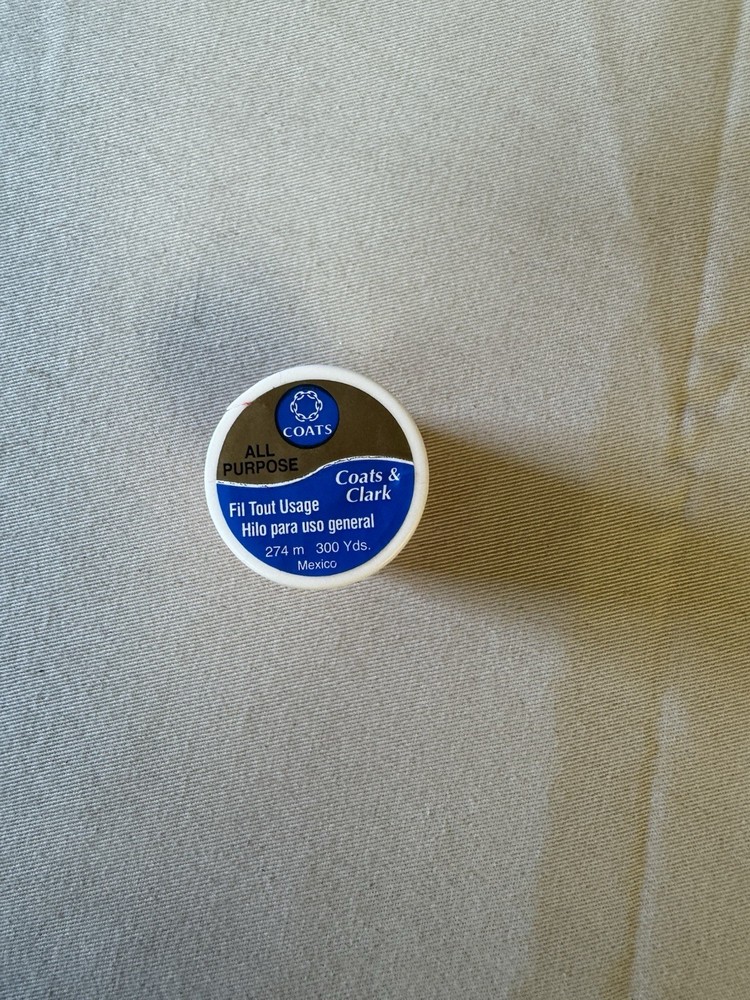 COATS
ALL
PURPOSE
Coats &
Clark
Fil Tout Usage
Hilo para uso general
274 m 300 Yds.
Mexico